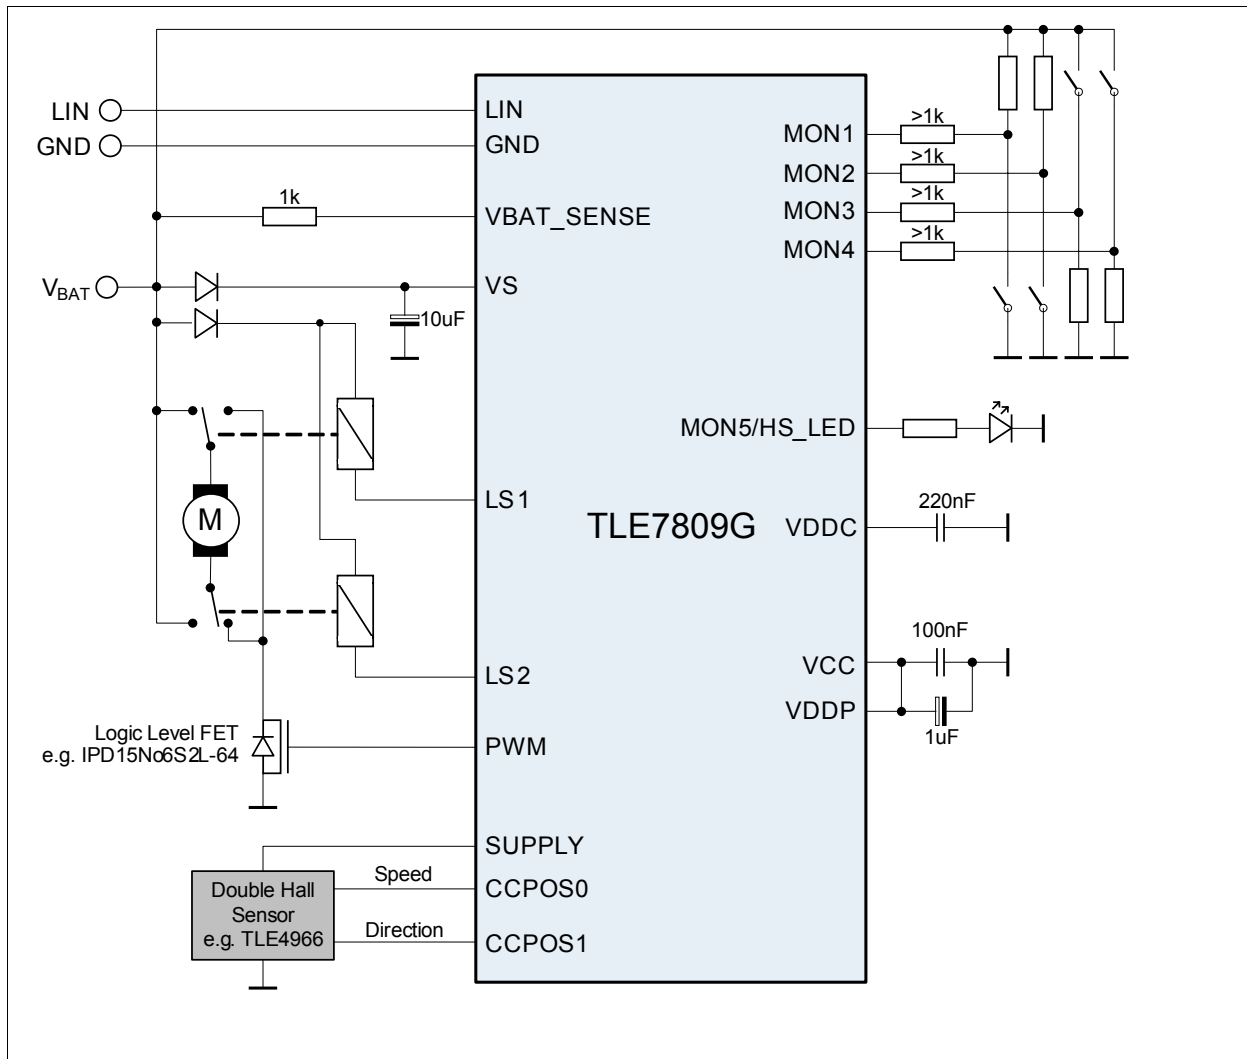 LIN
GND
1k
V_BAT
10uF
M
Logic Level FET
e.g. IPD15No6S2L-64
Double Hall
Sensor
e.g. TLE4966
Speed
Direction
LIN
GND
VBAT_SENSE
VS
LS1
LS2
PWM
SUPPLY
CCPOS0
CCPOS1
TLE7809G
MON1
MON2
MON3
MON4
MON5/HS_LED
VDDC
VCC
VDDP
>1k
>1k
>1k
>1k
220nF
100nF
1uF